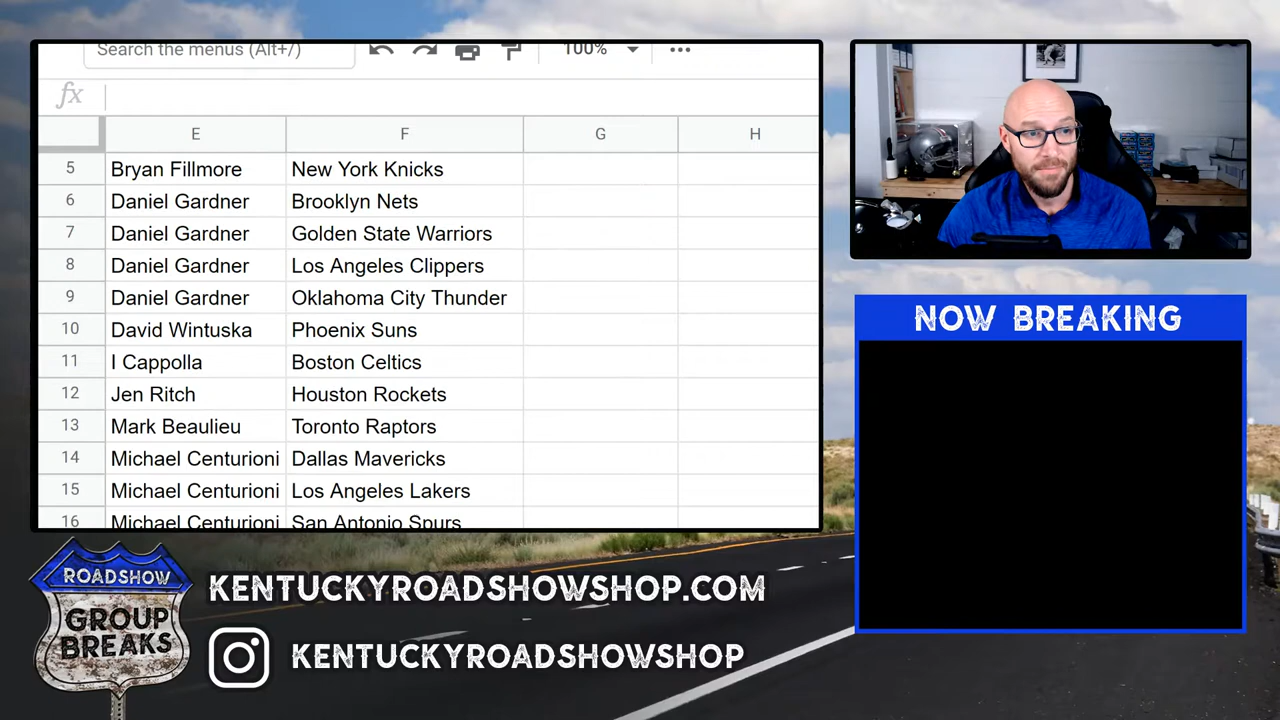 Search the menus (Alt+/)
100%
fx
E F G H
5 Bryan Fillmore New York Knicks
6 Daniel Gardner Brooklyn Nets
7 Daniel Gardner Golden State Warriors
8 Daniel Gardner Los Angeles Clippers
9 Daniel Gardner Oklahoma City Thunder
10 David Wintuska Phoenix Suns
11 I Cappolla Boston Celtics
12 Jen Ritch Houston Rockets
13 Mark Beaulieu Toronto Raptors
14 Michael Centurioni Dallas Mavericks
15 Michael Centurioni Los Angeles Lakers
16 Michael Centurioni San Antonio Spurs
NOW BREAKING
ROADSHOW
GROUP
BREAKS
KENTUCKYROADSHOWSHOP.COM
KENTUCKYROADSHOWSHOP